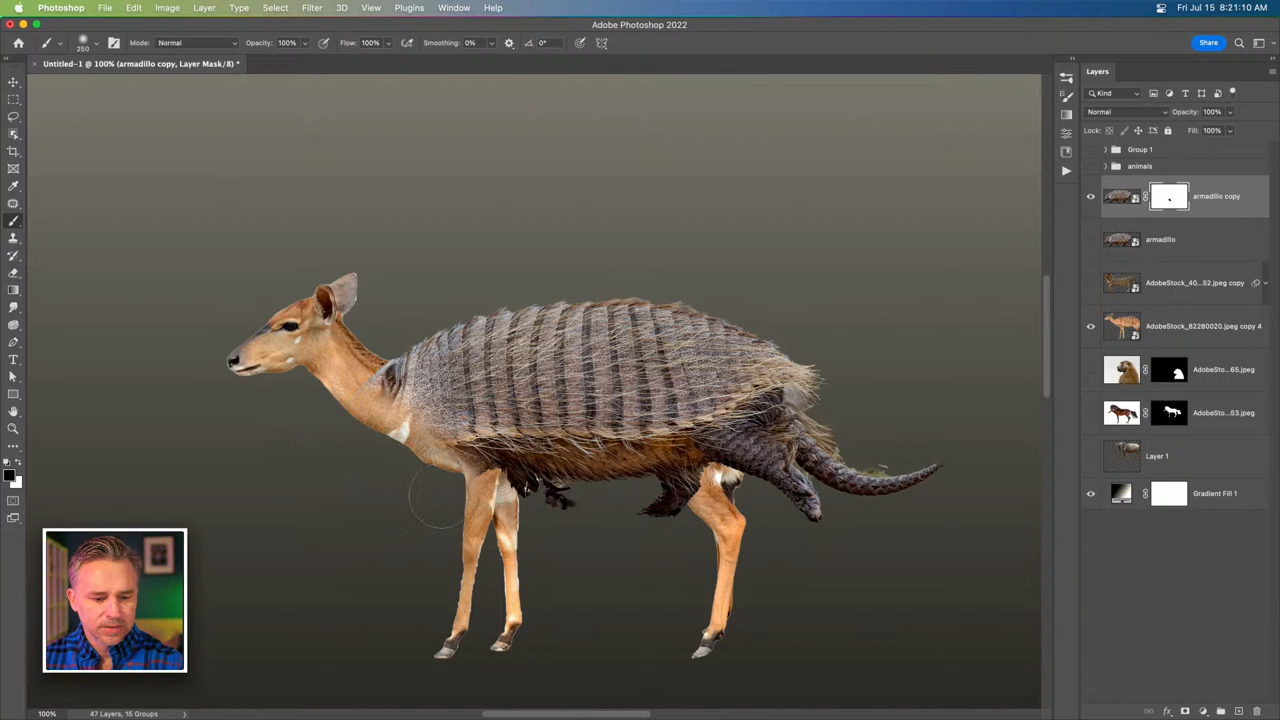 Photoshop File Edit Image Layer Type Select Filter 3D View Plugins Window Help Fri Jul 15 8:21:10 AM
Adobe Photoshop 2022
250 Mode: Normal Opacity: 100% Flow: 100% Smoothing: 0% 0° Share
Untitled-1 @ 100% (armadillo copy, Layer Mask/8) *
Layers
Kind
Normal Opacity: 100%
Lock: Fill: 100%
Group 1
animals
armadillo copy
armadillo
AdobeStock_40...52.jpeg copy
AdobeStock_82280020.jpeg copy 4
AdobeSto...65.jpeg
AdobeSto...53.jpeg
Layer 1
Gradient Fill 1
100% 47 Layers, 15 Groups